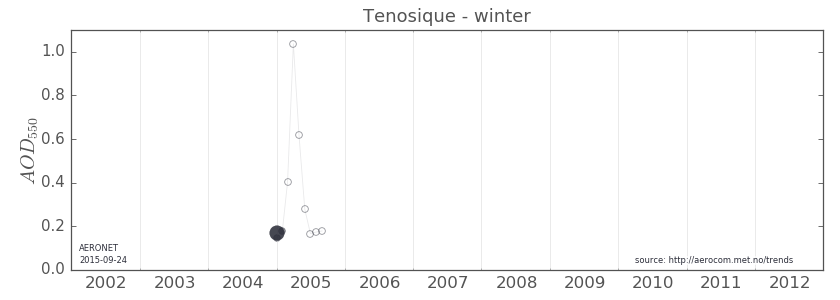 Tenosique - winter
1.0
0.8
0.6
0.4
0.2
0.0
AOD550
AERONET
2015-09-24
source: http://aerocom.met.no/trends
2002 2003 2004 2005 2006 2007 2008 2009 2010 2011 2012